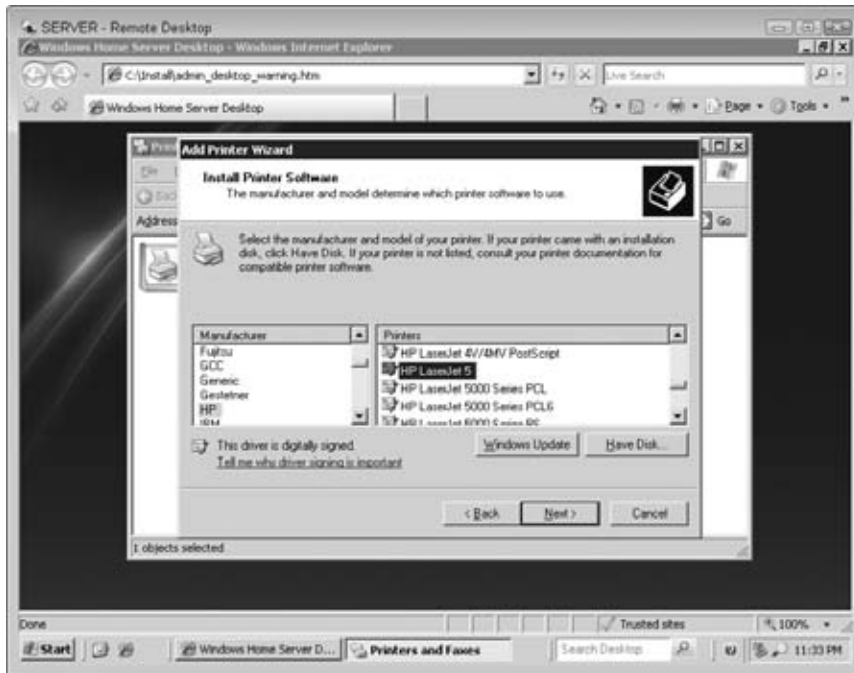 SERVER - Remote Desktop
Windows Home Server Desktop - Windows Internet Explorer
C:\Install\admin_desktop_warning.htm
Live Search
Windows Home Server Desktop
Page
Tools
Add Printer Wizard
Install Printer Software
The manufacturer and model determine which printer software to use.
Address
Go
Select the manufacturer and model of your printer. If your printer came with an installation
disk, click Have Disk. If your printer is not listed, consult your printer documentation for
compatible printer software.
Manufacturer
Fujitsu
GCC
Generic
Gestetner
HP
IBM
Printers
HP LaserJet 4V/4MV PostScript
HP LaserJet 5
HP LaserJet 5000 Series PCL
HP LaserJet 5000 Series PCL6
This driver is digitally signed.
Tell me why driver signing is important
Windows Update
Have Disk...
< Back
Next >
Cancel
1 objects selected
Done
Trusted sites
100%
Start
Windows Home Server D...
Printers and Faxes
Search Desktop
11:33 PM